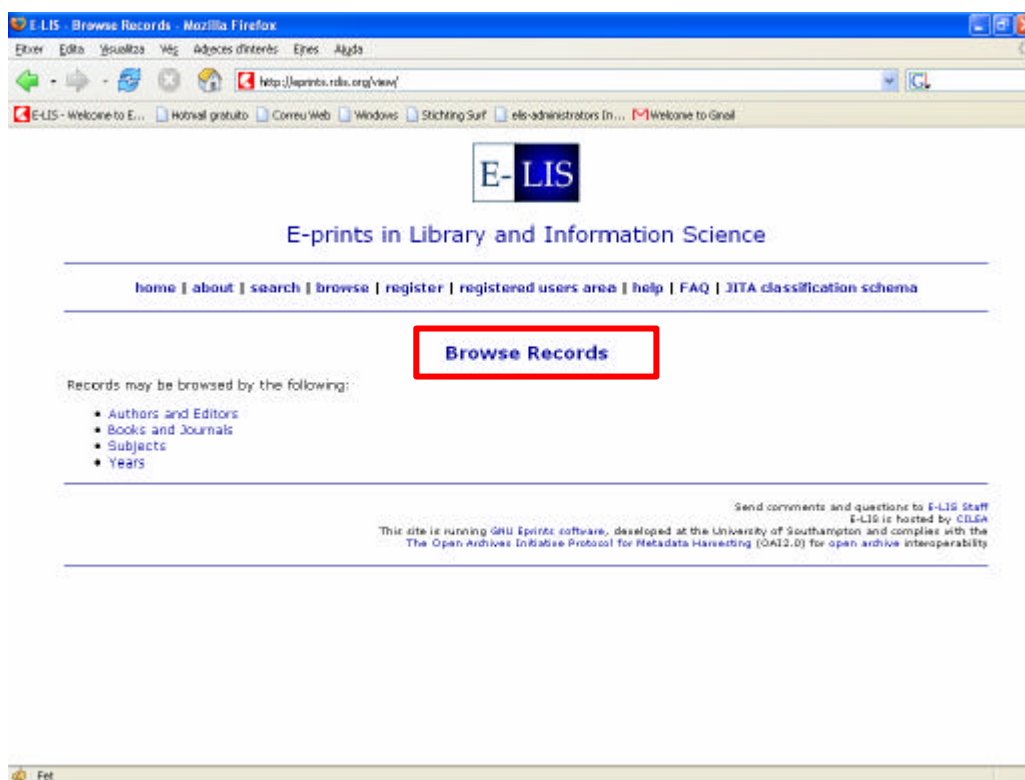 E-LIS - Browse Records - Mozilla Firefox
Fitxer Edita Visualitza Vés Adreces d'interès Eines Ajuda
http://eprints.rclis.org/view/
G
E-LIS - Welcome to E... Hotmail gratuito Correu Web Windows Stichting Surf elis-administrators In... Welcome to Gmail
E-LIS
E-prints in Library and Information Science
home | about | search | browse | register | registered users area | help | FAQ | JITA classification schema
Browse Records
Records may be browsed by the following:
• Authors and Editors
• Books and Journals
• Subjects
• Years
Send comments and questions to E-LIS Staff
E-LIS is hosted by CILEA
This site is running GNU Eprints software, developed at the University of Southampton and complies with the
The Open Archives Initiative Protocol for Metadata Harvesting (OAI2.0) for open archive interoperability
Fet